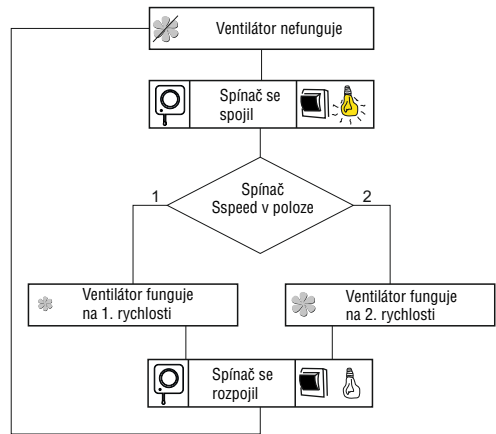 Ventilátor nefunguje
Spínač se
spojil
Spínač
Sspeed v poloze
1
2
Ventilátor funguje
na 1. rychlosti
Ventilátor funguje
na 2. rychlosti
Spínač se
rozpojil